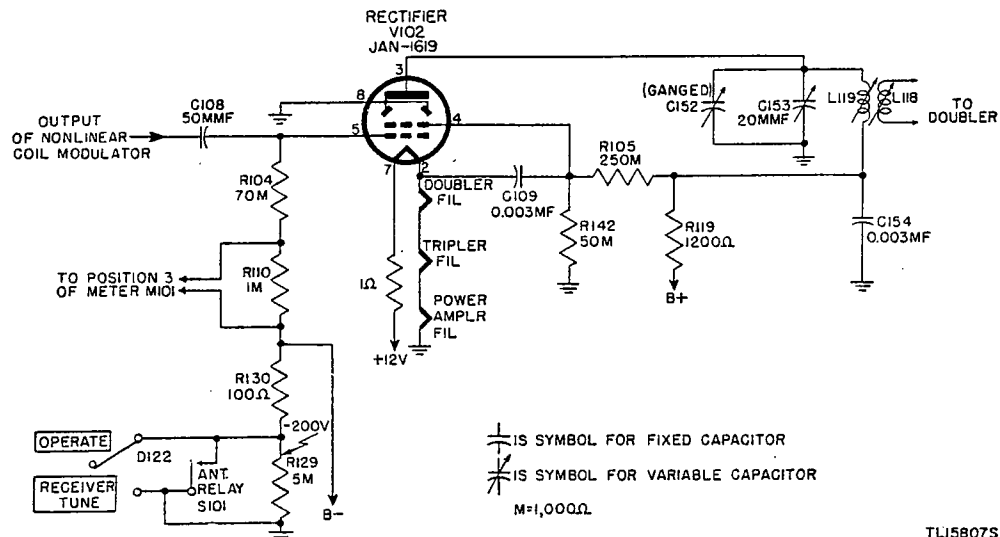 RECTIFIER
V102
JAN-1619
3
8
5
4
7
2
C108
50MMF
OUTPUT
OF NONLINEAR
COIL MODULATOR
(GANGED)
C152
C153
20MMF
L119
L118
TO
DOUBLER
R104
70M
DOUBLER
FIL
C109
0.003MF
R105
250M
R142
50M
R119
1200Ω
B+
C154
0.003MF
TRIPLER
FIL
1Ω
POWER
AMPLR
FIL
+12V
TO POSITION 3
OF METER M101
R110
1M
R130
100Ω
-200V
OPERATE
D122
RECEIVER
TUNE
ANT.
RELAY
S101
R129
5M
B-
IS SYMBOL FOR FIXED CAPACITOR
IS SYMBOL FOR VARIABLE CAPACITOR
M=1,000Ω
TL15807S